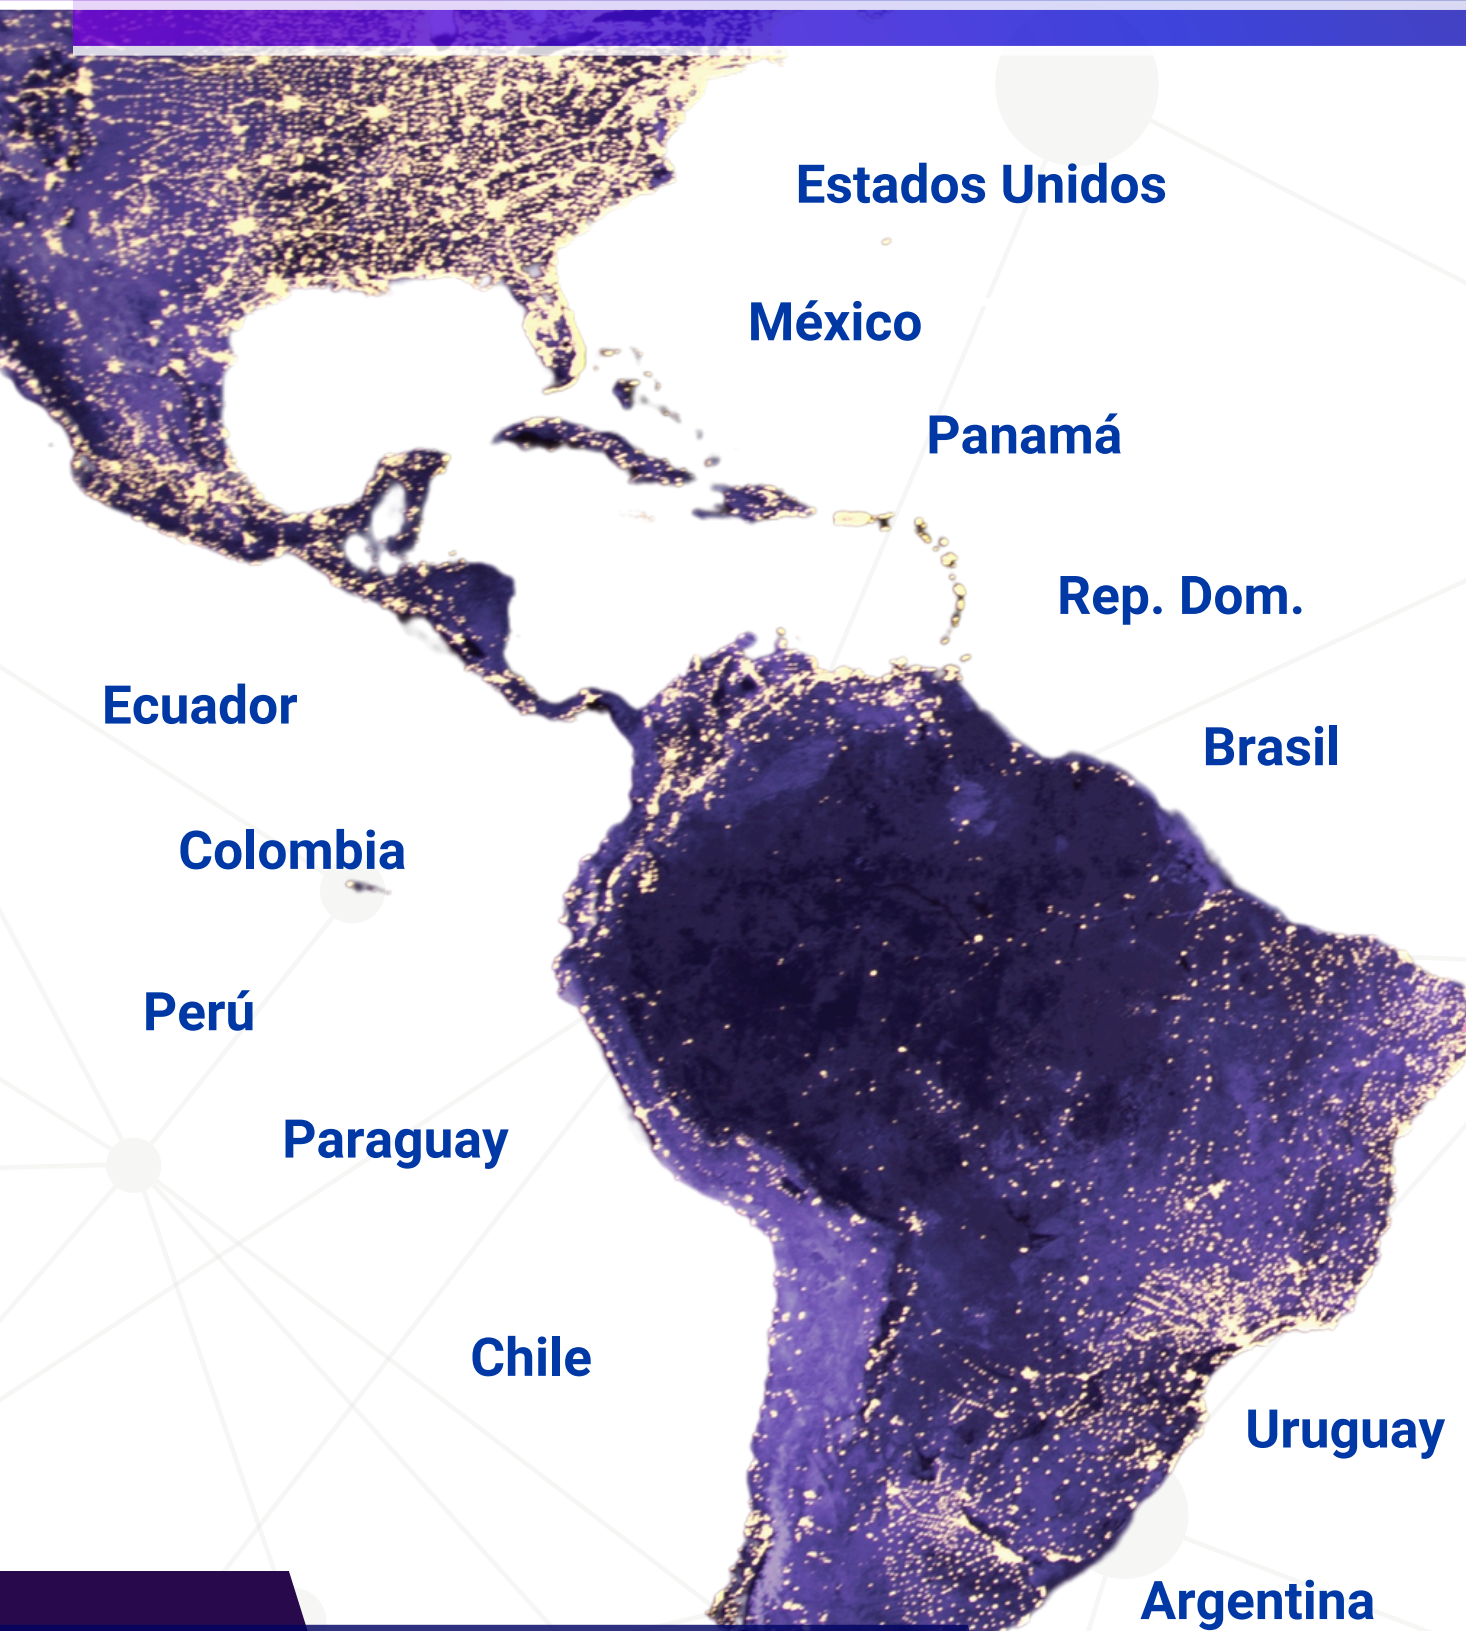 Estados Unidos
México
Panamá
Rep. Dom.
Ecuador
Brasil
Colombia
Perú
Paraguay
Chile
Uruguay
Argentina